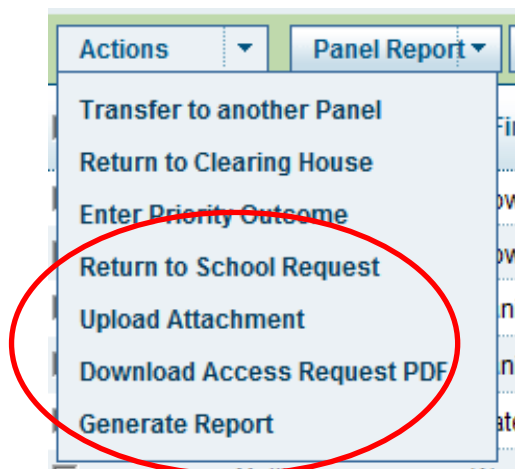 Actions Panel Report
Transfer to another Panel
Return to Clearing House
Enter Priority Outcome
Return to School Request
Upload Attachment
Download Access Request PDF
Generate Report